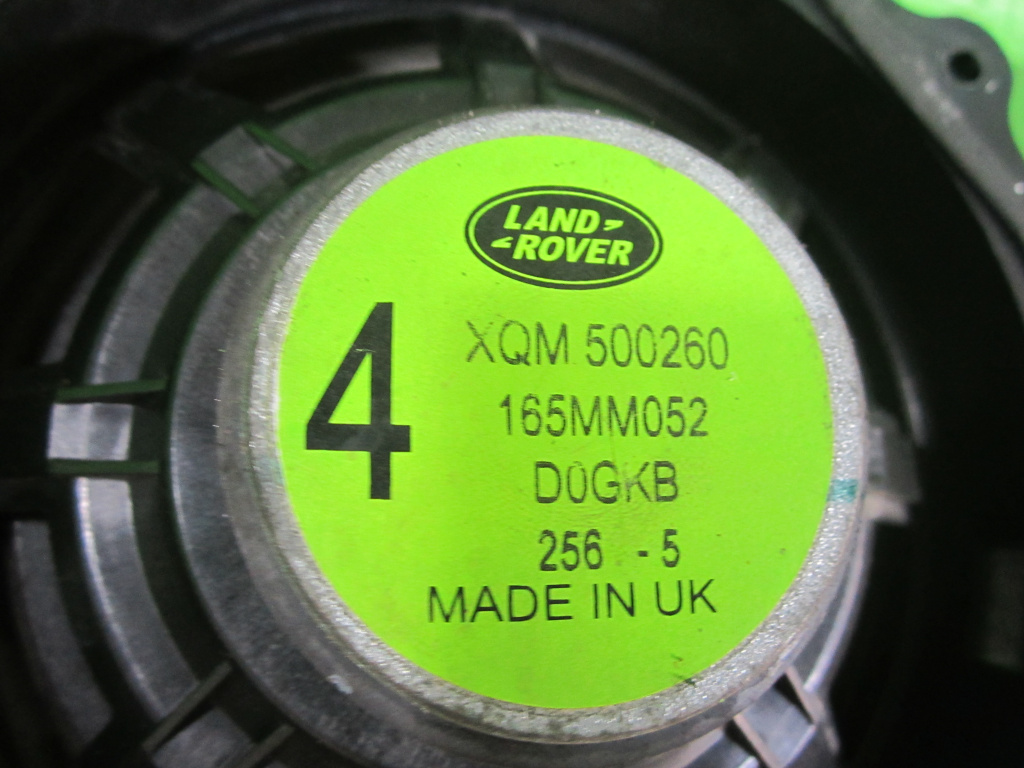 LAND
ROVER
4
XQM 500260
165MM052
D0GKB
256 - 5
MADE IN UK